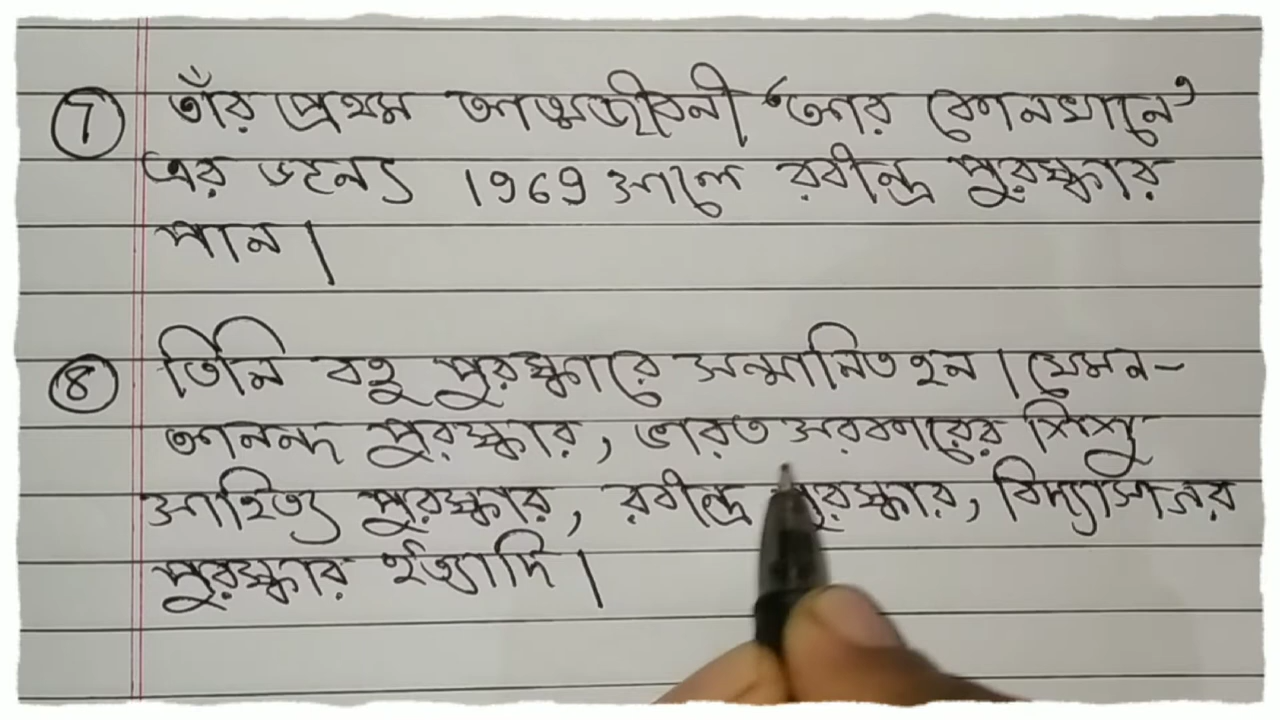 7 তাঁর প্রথম আত্মজীবনী 'আর কোনখানে'
এর জন্য 1969 সালে রবীন্দ্র পুরস্কার
পান।
8 তিনি বহু পুরস্কারে সন্মানিত হন। যেমন-
আনন্দ পুরস্কার, ভারত সরকারের শিশু
সাহিত্য পুরস্কার, রবীন্দ্র পুরস্কার, বিদ্যাসাগর
পুরস্কার ইত্যাদি।